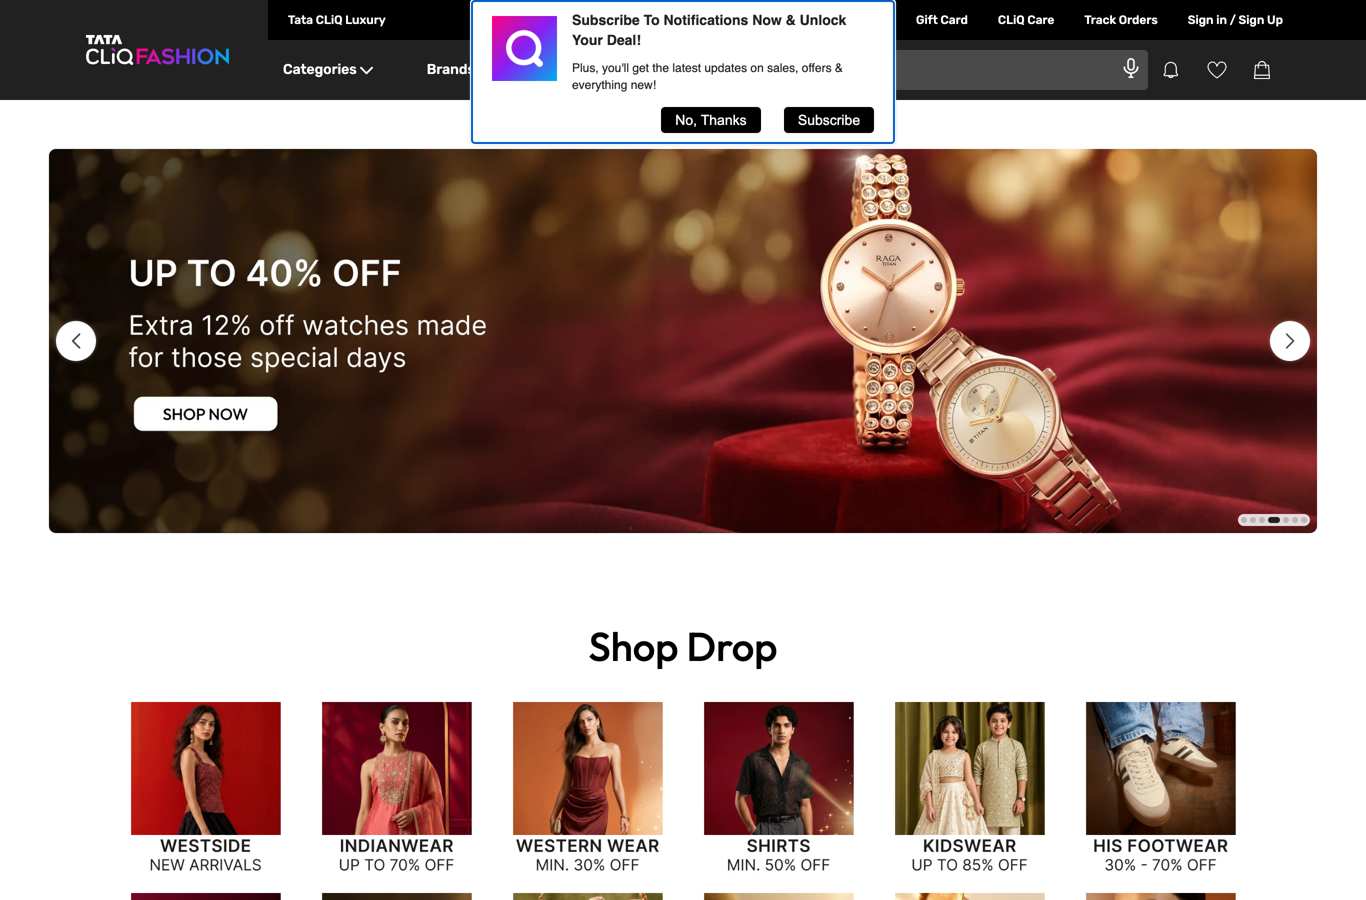 Tata CLiQ Luxury
Gift Card
CLiQ Care
Track Orders
Sign in / Sign Up
TATA
CLiQ FASHION
Categories
Brands
Subscribe To Notifications Now & Unlock
Your Deal!
Plus, you'll get the latest updates on sales, offers &
everything new!
No, Thanks
Subscribe
UP TO 40% OFF
Extra 12% off watches made
for those special days
SHOP NOW
RAGA
TITAN
TITAN
Shop Drop
WESTSIDE
NEW ARRIVALS
INDIANWEAR
UP TO 70% OFF
WESTERN WEAR
MIN. 30% OFF
SHIRTS
MIN. 50% OFF
KIDSWEAR
UP TO 85% OFF
HIS FOOTWEAR
30% - 70% OFF